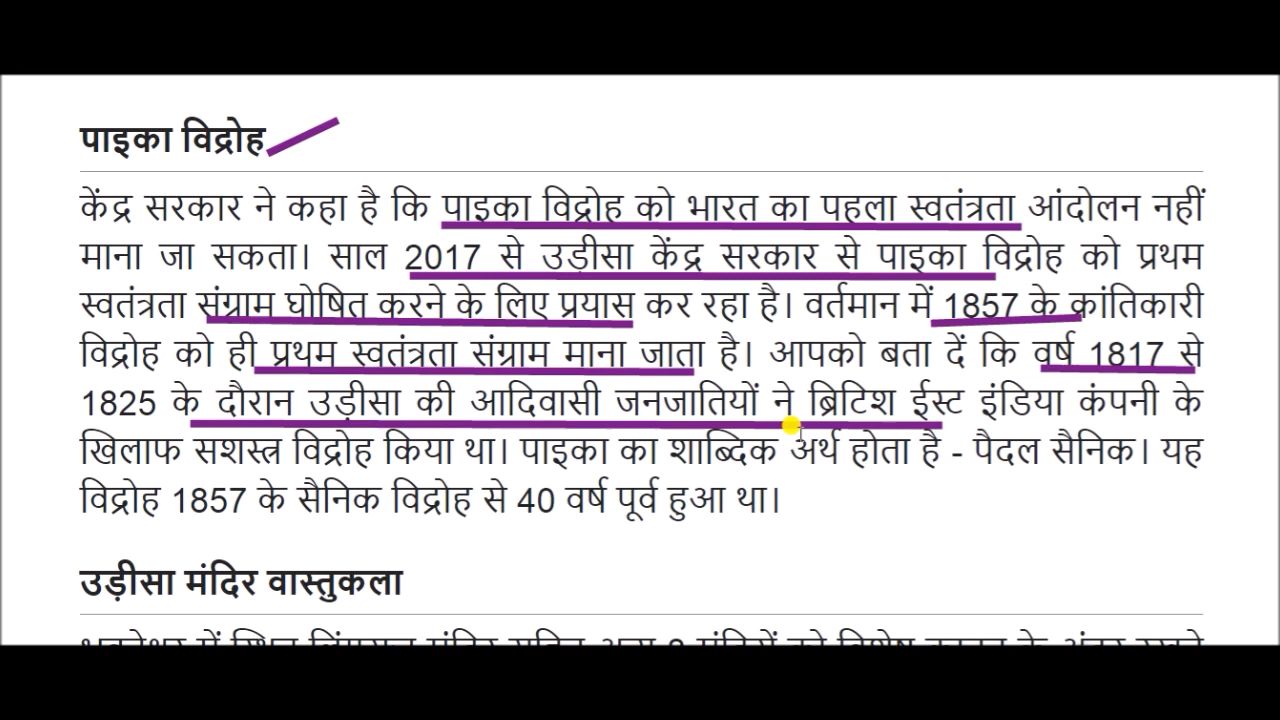 पाइका विद्रोह
केंद्र सरकार ने कहा है कि पाइका विद्रोह को भारत का पहला स्वतंत्रता आंदोलन नहीं
माना जा सकता। साल 2017 से उड़ीसा केंद्र सरकार से पाइका विद्रोह को प्रथम
स्वतंत्रता संग्राम घोषित करने के लिए प्रयास कर रहा है। वर्तमान में 1857 के क्रांतिकारी
विद्रोह को ही प्रथम स्वतंत्रता संग्राम माना जाता है। आपको बता दें कि वर्ष 1817 से
1825 के दौरान उड़ीसा की आदिवासी जनजातियों ने ब्रिटिश ईस्ट इंडिया कंपनी के
खिलाफ सशस्त्र विद्रोह किया था। पाइका का शाब्दिक अर्थ होता है - पैदल सैनिक। यह
विद्रोह 1857 के सैनिक विद्रोह से 40 वर्ष पूर्व हुआ था।
उड़ीसा मंदिर वास्तुकला